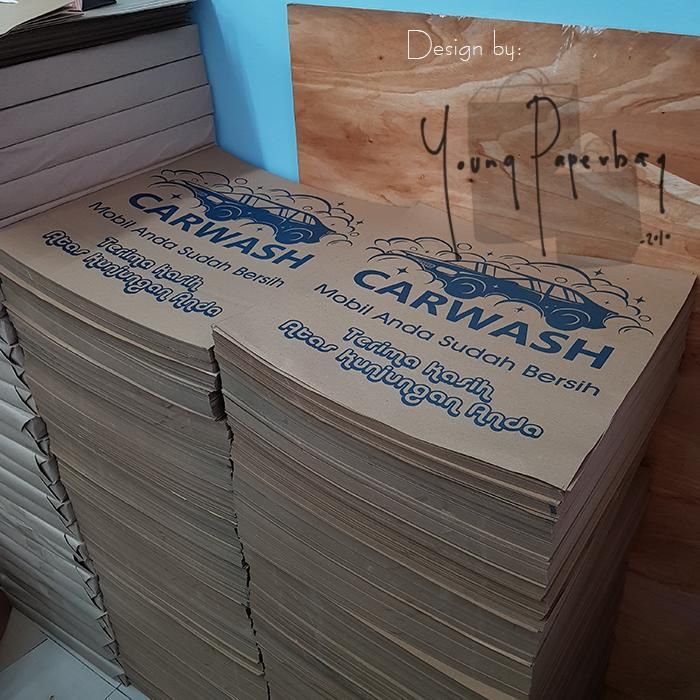 Design by:
Young Paperbag
-2010
CARWASH
Mobil Anda Sudah Bersih
Terima Kasih
Atas Kunjungan Anda
CARWASH
Mobil Anda Sudah Bersih
Terima Kasih
Atas Kunjungan Anda